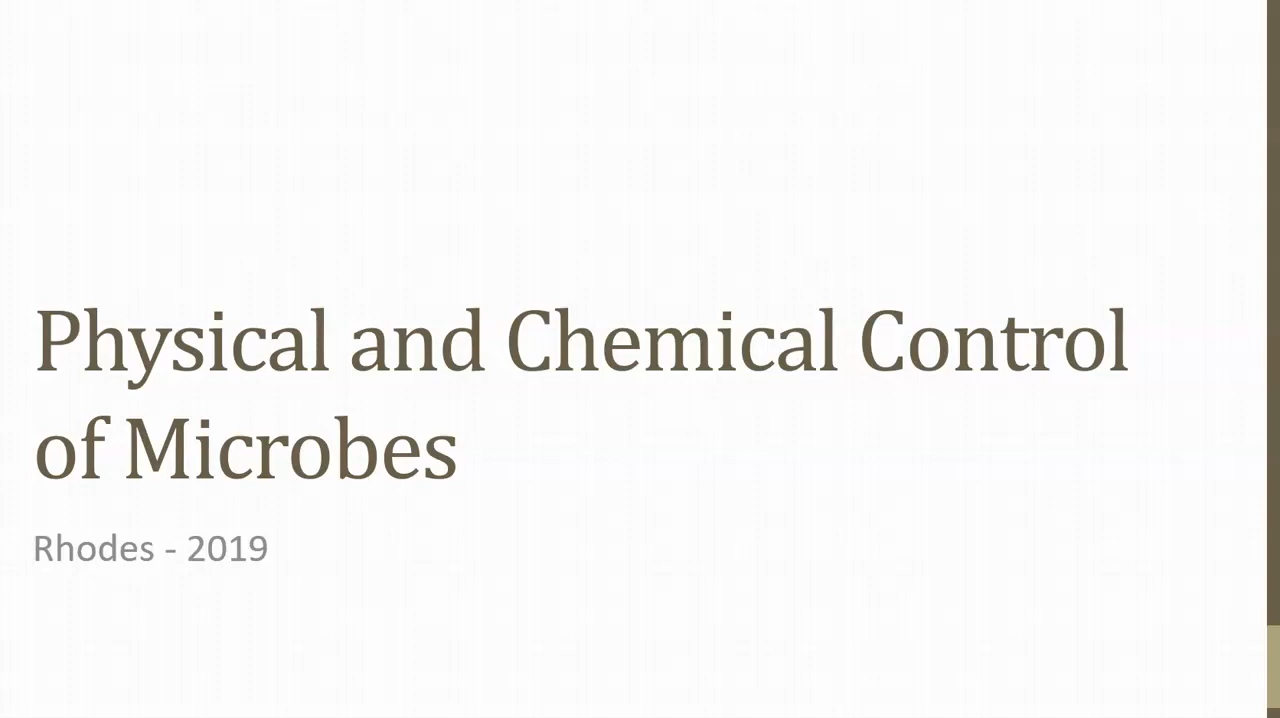 Physical and Chemical Control
of Microbes
Rhodes - 2019